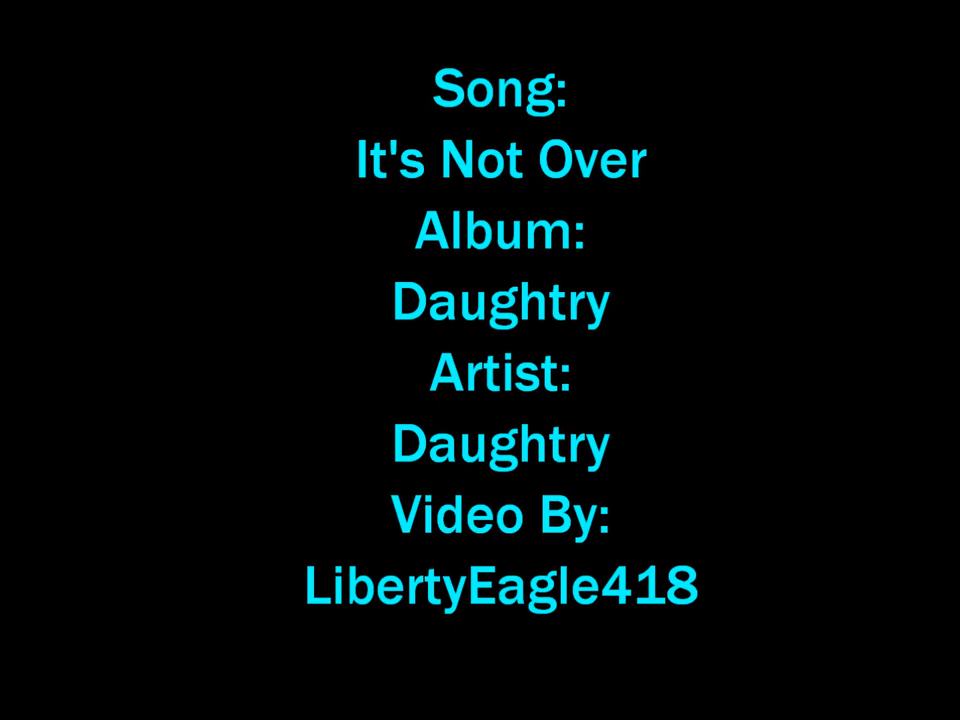 Song:
It's Not Over
Album:
Daughtry
Artist:
Daughtry
Video By:
LibertyEagle418